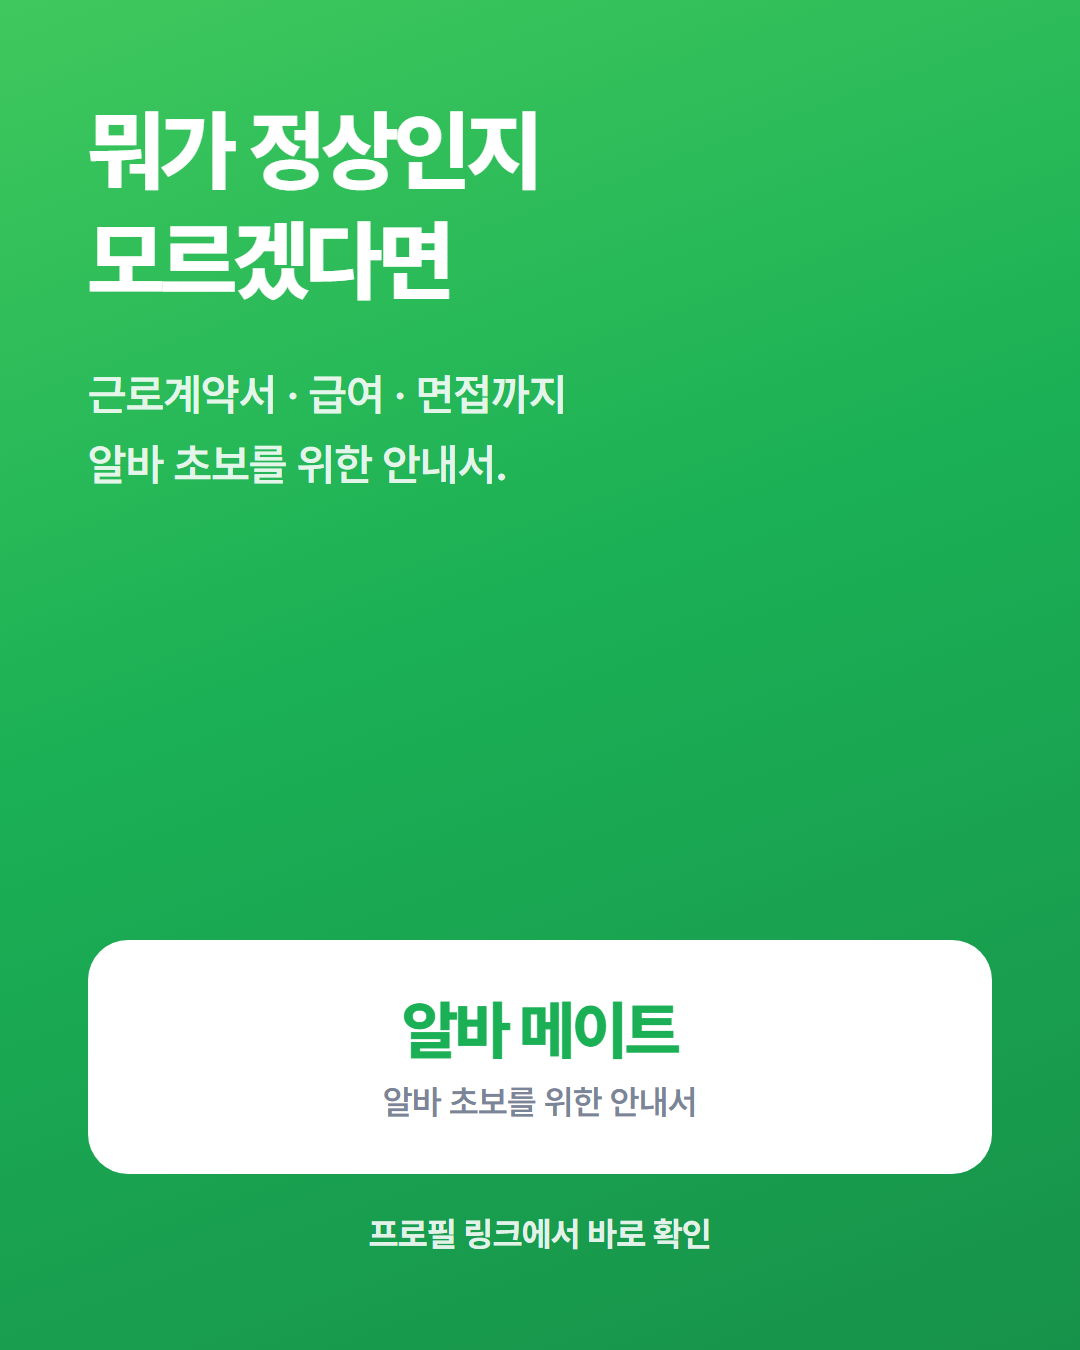 뭐가 정상인지
모르겠다면
근로계약서 · 급여 · 면접까지
알바 초보를 위한 안내서.
알바 메이트
알바 초보를 위한 안내서
프로필 링크에서 바로 확인